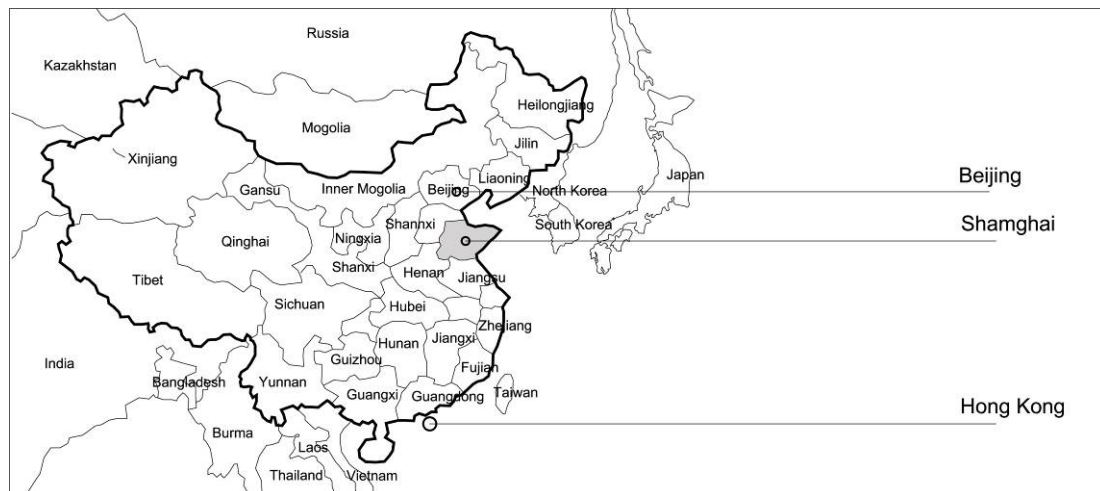 Russia
Kazakhstan
Heilongjiang
Mogolia
Jilin
Xinjiang
Liaoning
Japan
Beijing
Gansu
Inner Mogolia
Beijing
North Korea
Shannxi
Shamghai
South Korea
Ningxia
Qinghai
Shanxi
Henan
Jiangsu
Tibet
Sichuan
Hubei
Zhejiang
Jiangxi
Hunan
Guizhou
India
Fujian
Bangladesh
Yunnan
Guangxi
Guangdong
Taiwan
Hong Kong
Burma
Laos
Thailand
Vietnam